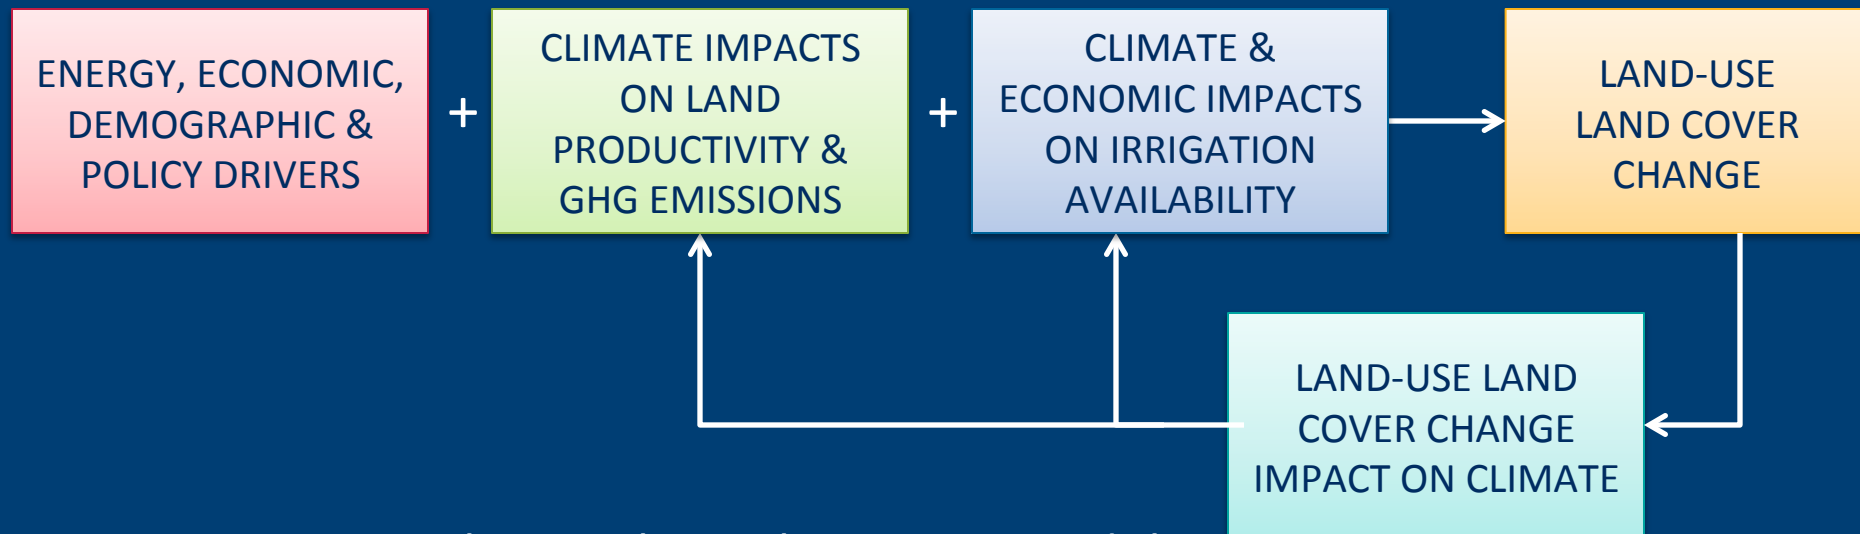 ENERGY, ECONOMIC,
DEMOGRAPHIC &
POLICY DRIVERS
+
CLIMATE IMPACTS
ON LAND
PRODUCTIVITY &
GHG EMISSIONS
+
CLIMATE &
ECONOMIC IMPACTS
ON IRRIGATION
AVAILABILITY
LAND-USE
LAND COVER
CHANGE
LAND-USE LAND
COVER CHANGE
IMPACT ON CLIMATE